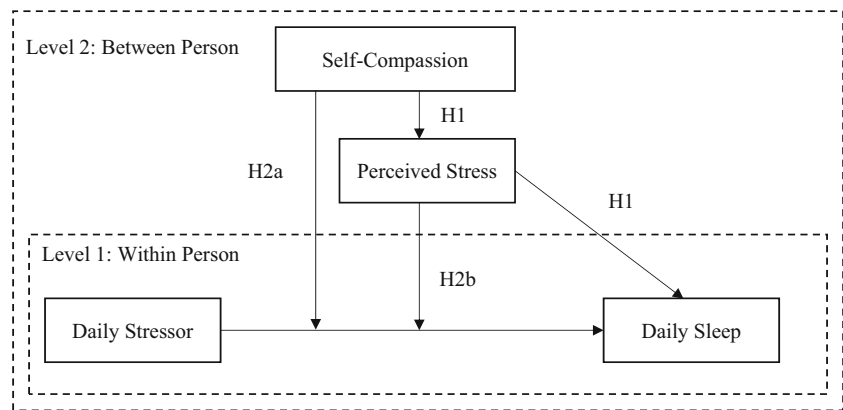 Level 2: Between Person
Self-Compassion
H1
H2a
Perceived Stress
H1
Level 1: Within Person
H2b
Daily Stressor
Daily Sleep